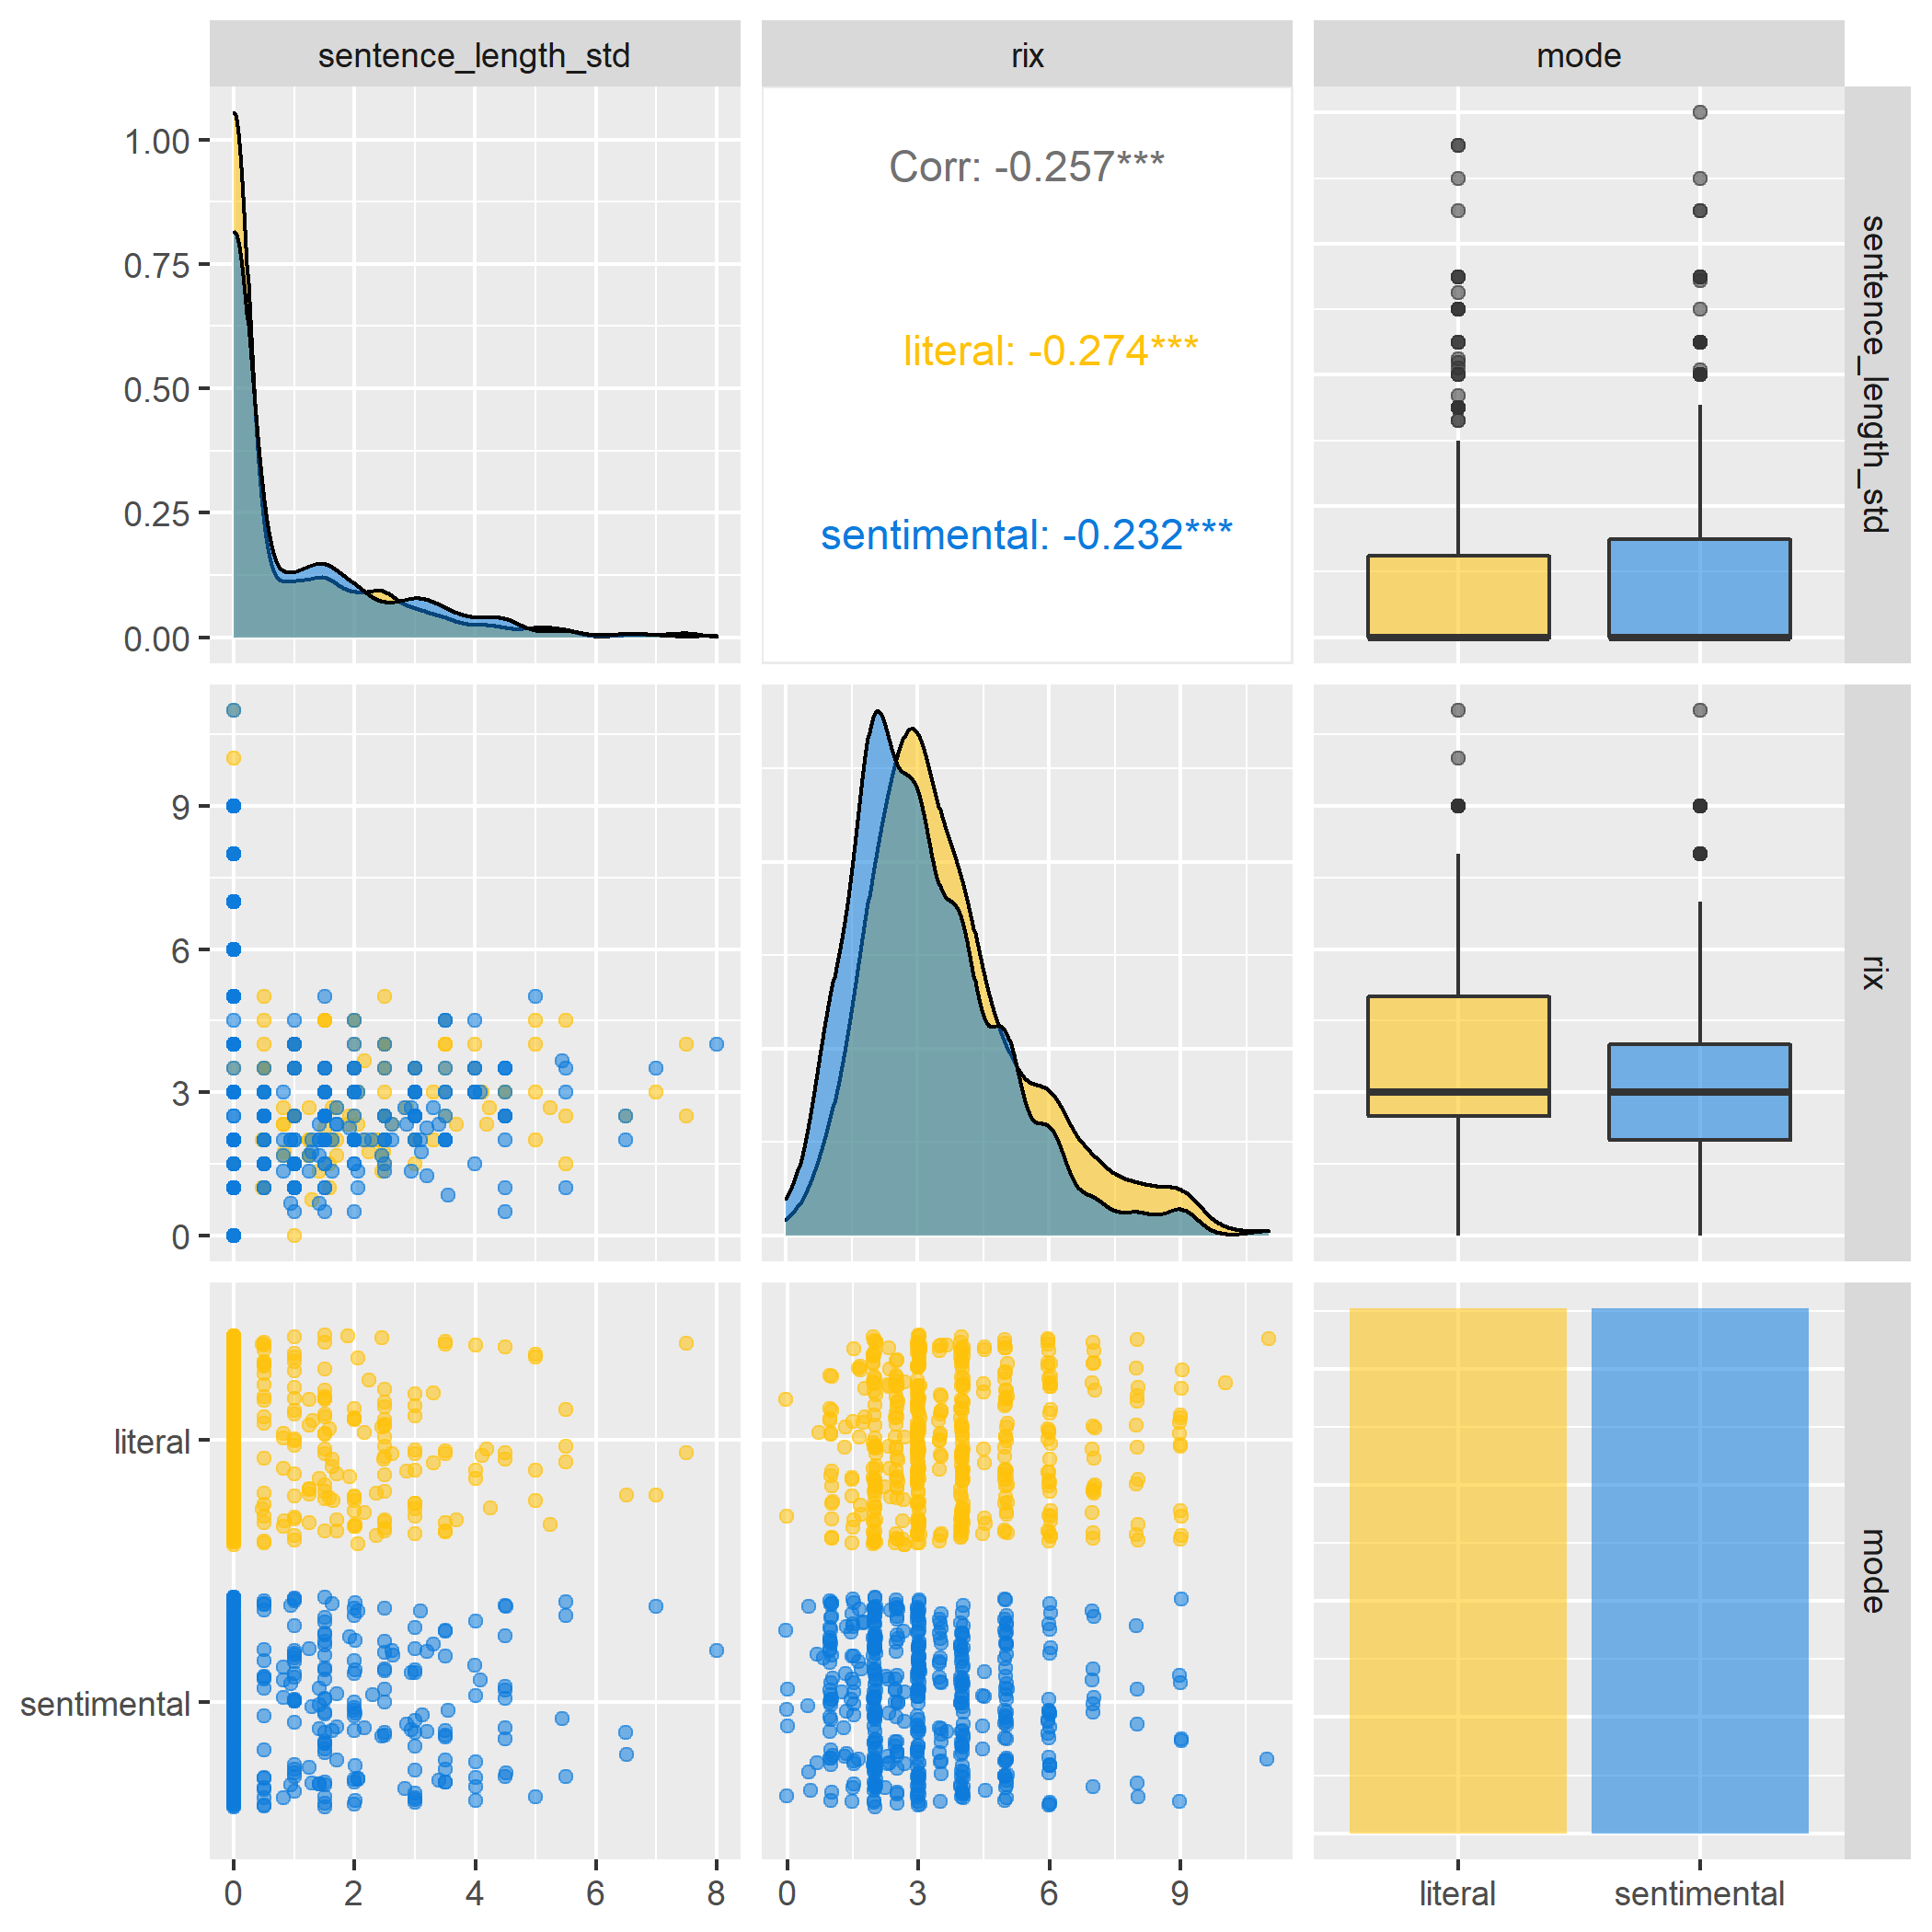 sentence_length_std
rix
mode
1.00
0.75
0.50
0.25
0.00
Corr: -0.257***
literal: -0.274***
sentimental: -0.232***
sentence_length_std
9
6
3
0
rix
literal
sentimental
mode
0 2 4 6 8
0 3 6 9
literal sentimental